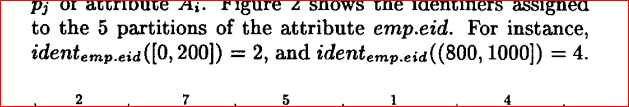 p_j of attribute A_i. Figure 2 shows the identifiers assigned
to the 5 partitions of the attribute emp.eid. For instance,
ident_{emp.eid}([0, 200]) = 2, and ident_{emp.eid}((800, 1000]) = 4.
2 7 5 1 4